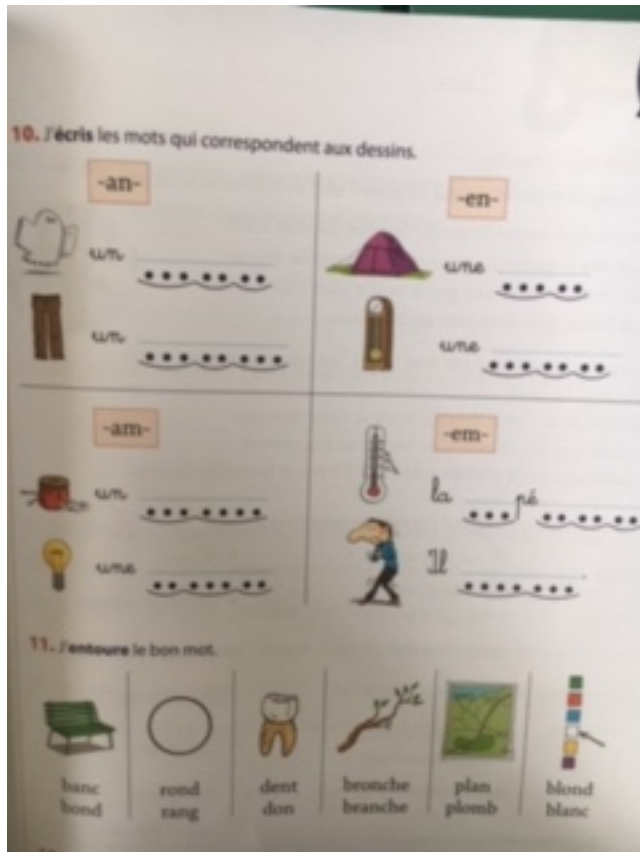 10. J'écris les mots qui correspondent aux dessins.
-an-
un
un
-en-
une
une
-am-
un
une
-em-
la pé
Il .
11. J'entoure le bon mot.
banc rond dent bronche plan blond
bond rang don branche plomb blanc